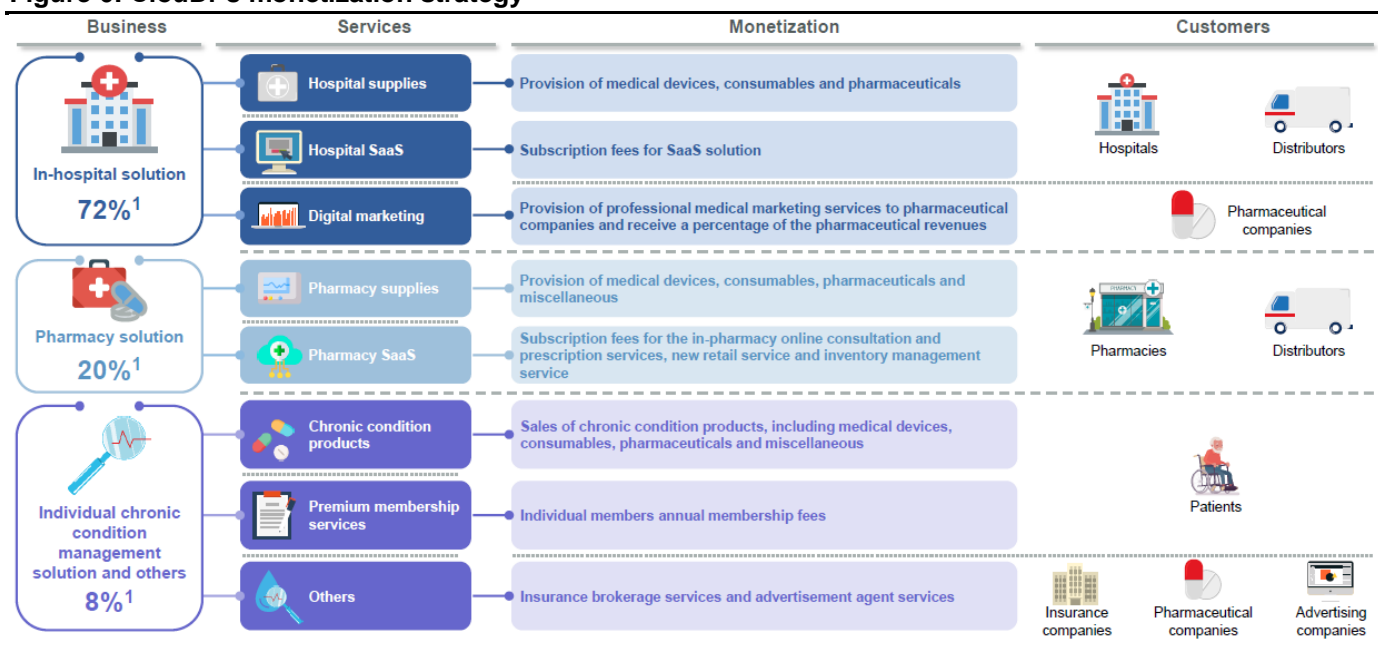 Business Services Monetization Customers
Hospital supplies
Provision of medical devices, consumables and pharmaceuticals
In-hospital solution
72%1
Hospital SaaS
Subscription fees for SaaS solution
Hospitals
Distributors
Digital marketing
Provision of professional medical marketing services to pharmaceutical
companies and receive a percentage of the pharmaceutical revenues
Pharmaceutical
companies
Pharmacy solution
20%1
Pharmacy supplies
Provision of medical devices, consumables, pharmaceuticals and
miscellaneous
PHARMACY
Pharmacy SaaS
Subscription fees for the in-pharmacy online consultation and
prescription services, new retail service and inventory management
service
Pharmacies
Distributors
Individual chronic
condition
management
solution and others
8%1
Chronic condition
products
Sales of chronic condition products, including medical devices,
consumables, pharmaceuticals and miscellaneous
Premium membership
services
Individual members annual membership fees
Patients
Others
Insurance brokerage services and advertisement agent services
Insurance
companies
Pharmaceutical
companies
Advertising
companies